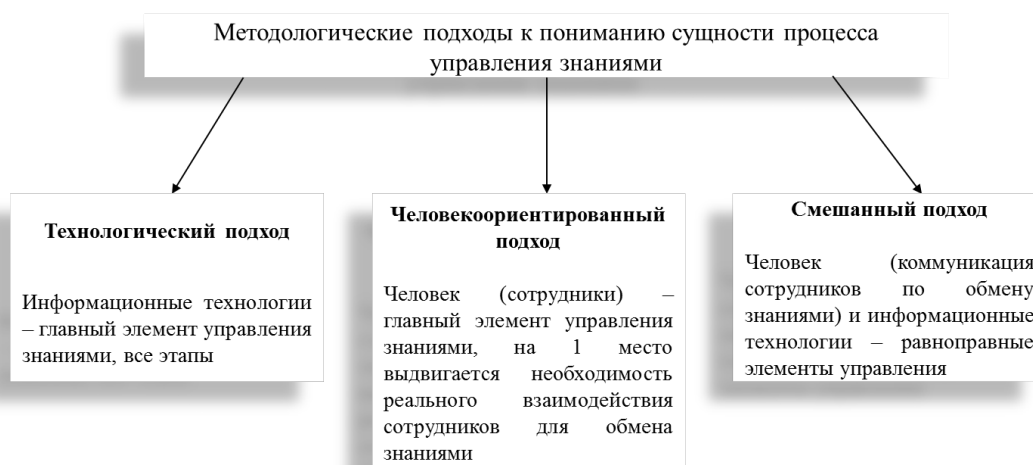 Методологические подходы к пониманию сущности процесса
управления знаниями
Технологический подход
Информационные технологии
– главный элемент управления
знаниями, все этапы
Человекоориентированный
подход
Человек (сотрудники) –
главный элемент управления
знаниями, на 1 место
выдвигается необходимость
реального взаимодействия
сотрудников для обмена
знаниями
Смешанный подход
Человек (коммуникация
сотрудников по обмену
знаниями) и информационные
технологии – равноправные
элементы управления